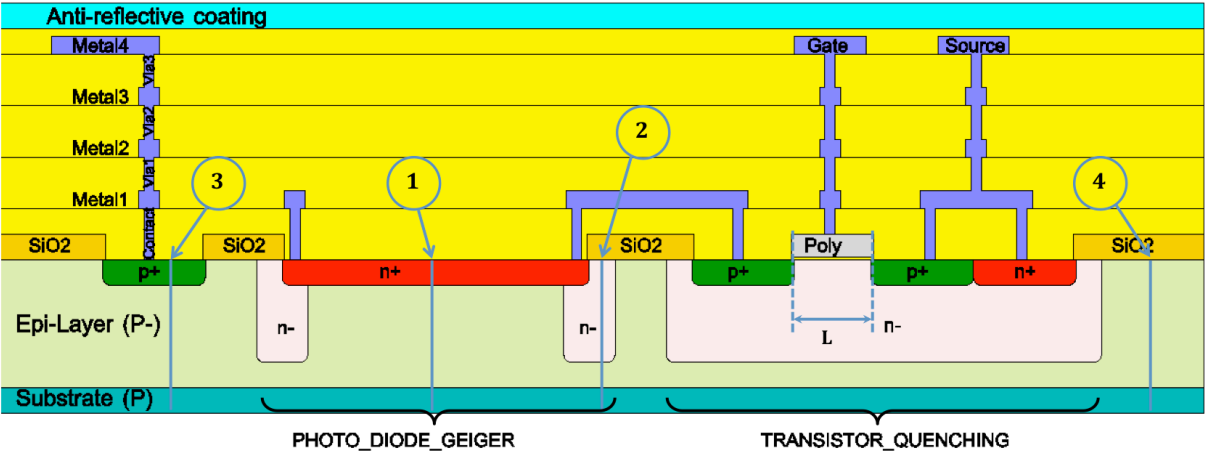 Anti-reflective coating
Metal4 Gate Source
Via3
Metal3
Via2
Metal2 2
Via1
3 1 4
Metal1
Contact
SiO2 SiO2 SiO2 Poly SiO2
p+ n+ p+ p+ n+
Epi-Layer (P-) n- n- L n-
Substrate (P)
PHOTO_DIODE_GEIGER TRANSISTOR_QUENCHING